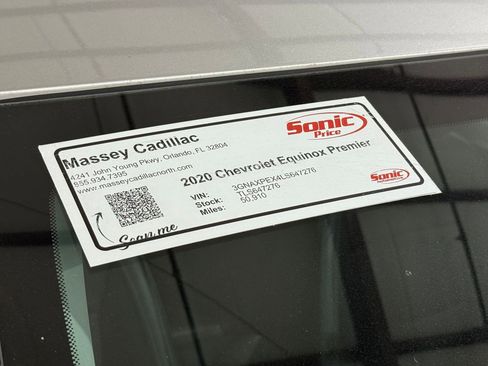 Massey Cadillac
4241 John Young Pkwy, Orlando, FL 32804
855.934.7395
www.masseycadillacnorth.com
Sonic
Price
2020 Chevrolet Equinox Premier
VIN: 3GNAXPEX4LS647276
Stock: TLS647276
Miles: 50,910
Scan me
Sonic